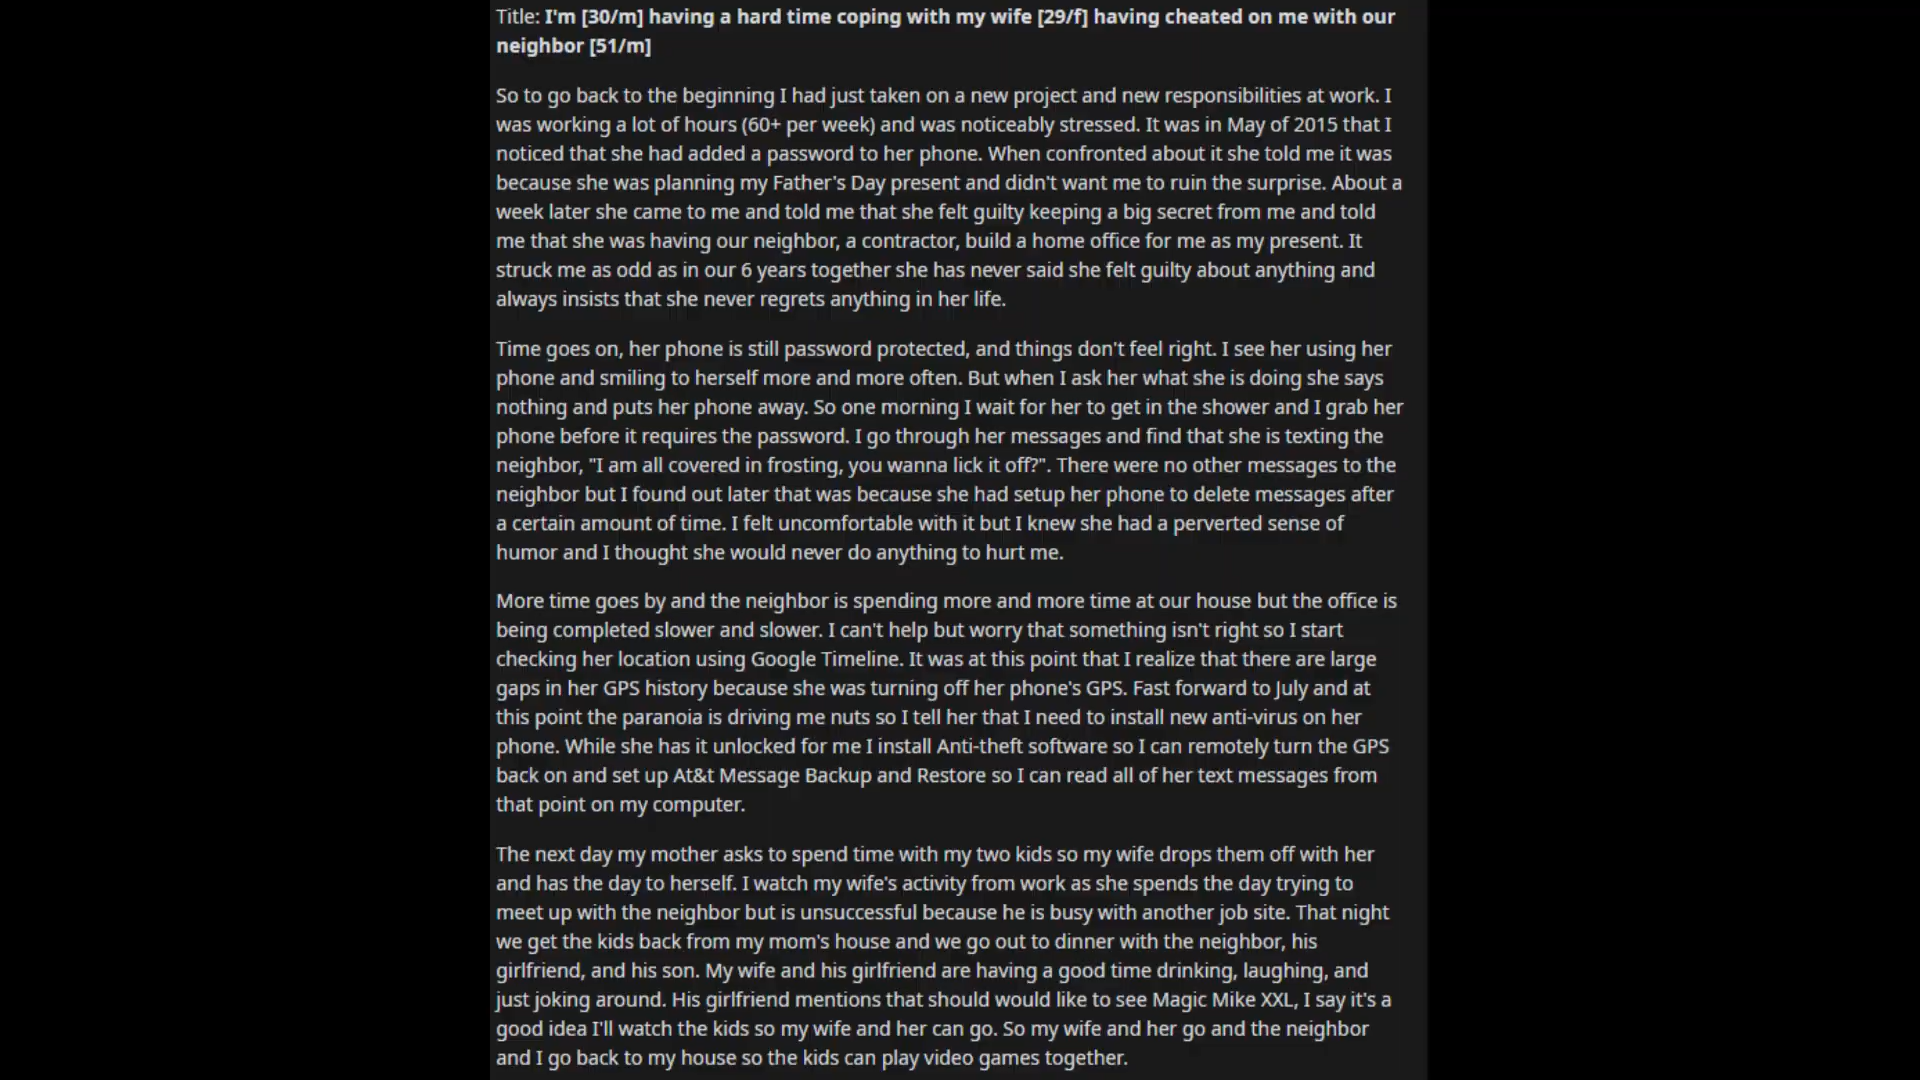 Title: I'm [30/m] having a hard time coping with my wife [29/f] having cheated on me with our
neighbor [51/m]
So to go back to the beginning I had just taken on a new project and new responsibilities at work. I
was working a lot of hours (60+ per week) and was noticeably stressed. It was in May of 2015 that I
noticed that she had added a password to her phone. When confronted about it she told me it was
because she was planning my Father's Day present and didn't want me to ruin the surprise. About a
week later she came to me and told me that she felt guilty keeping a big secret from me and told
me that she was having our neighbor, a contractor, build a home office for me as my present. It
struck me as odd as in our 6 years together she has never said she felt guilty about anything and
always insists that she never regrets anything in her life.
Time goes on, her phone is still password protected, and things don't feel right. I see her using her
phone and smiling to herself more and more often. But when I ask her what she is doing she says
nothing and puts her phone away. So one morning I wait for her to get in the shower and I grab her
phone before it requires the password. I go through her messages and find that she is texting the
neighbor, "I am all covered in frosting, you wanna lick it off?". There were no other messages to the
neighbor but I found out later that was because she had setup her phone to delete messages after
a certain amount of time. I felt uncomfortable with it but I knew she had a perverted sense of
humor and I thought she would never do anything to hurt me.
More time goes by and the neighbor is spending more and more time at our house but the office is
being completed slower and slower. I can't help but worry that something isn't right so I start
checking her location using Google Timeline. It was at this point that I realize that there are large
gaps in her GPS history because she was turning off her phone's GPS. Fast forward to July and at
this point the paranoia is driving me nuts so I tell her that I need to install new anti-virus on her
phone. While she has it unlocked for me I install Anti-theft software so I can remotely turn the GPS
back on and set up At&t Message Backup and Restore so I can read all of her text messages from
that point on my computer.
The next day my mother asks to spend time with my two kids so my wife drops them off with her
and has the day to herself. I watch my wife's activity from work as she spends the day trying to
meet up with the neighbor but is unsuccessful because he is busy with another job site. That night
we get the kids back from my mom's house and we go out to dinner with the neighbor, his
girlfriend, and his son. My wife and his girlfriend are having a good time drinking, laughing, and
just joking around. His girlfriend mentions that should would like to see Magic Mike XXL, I say it's a
good idea I'll watch the kids so my wife and her can go. So my wife and her go and the neighbor
and I go back to my house so the kids can play video games together.